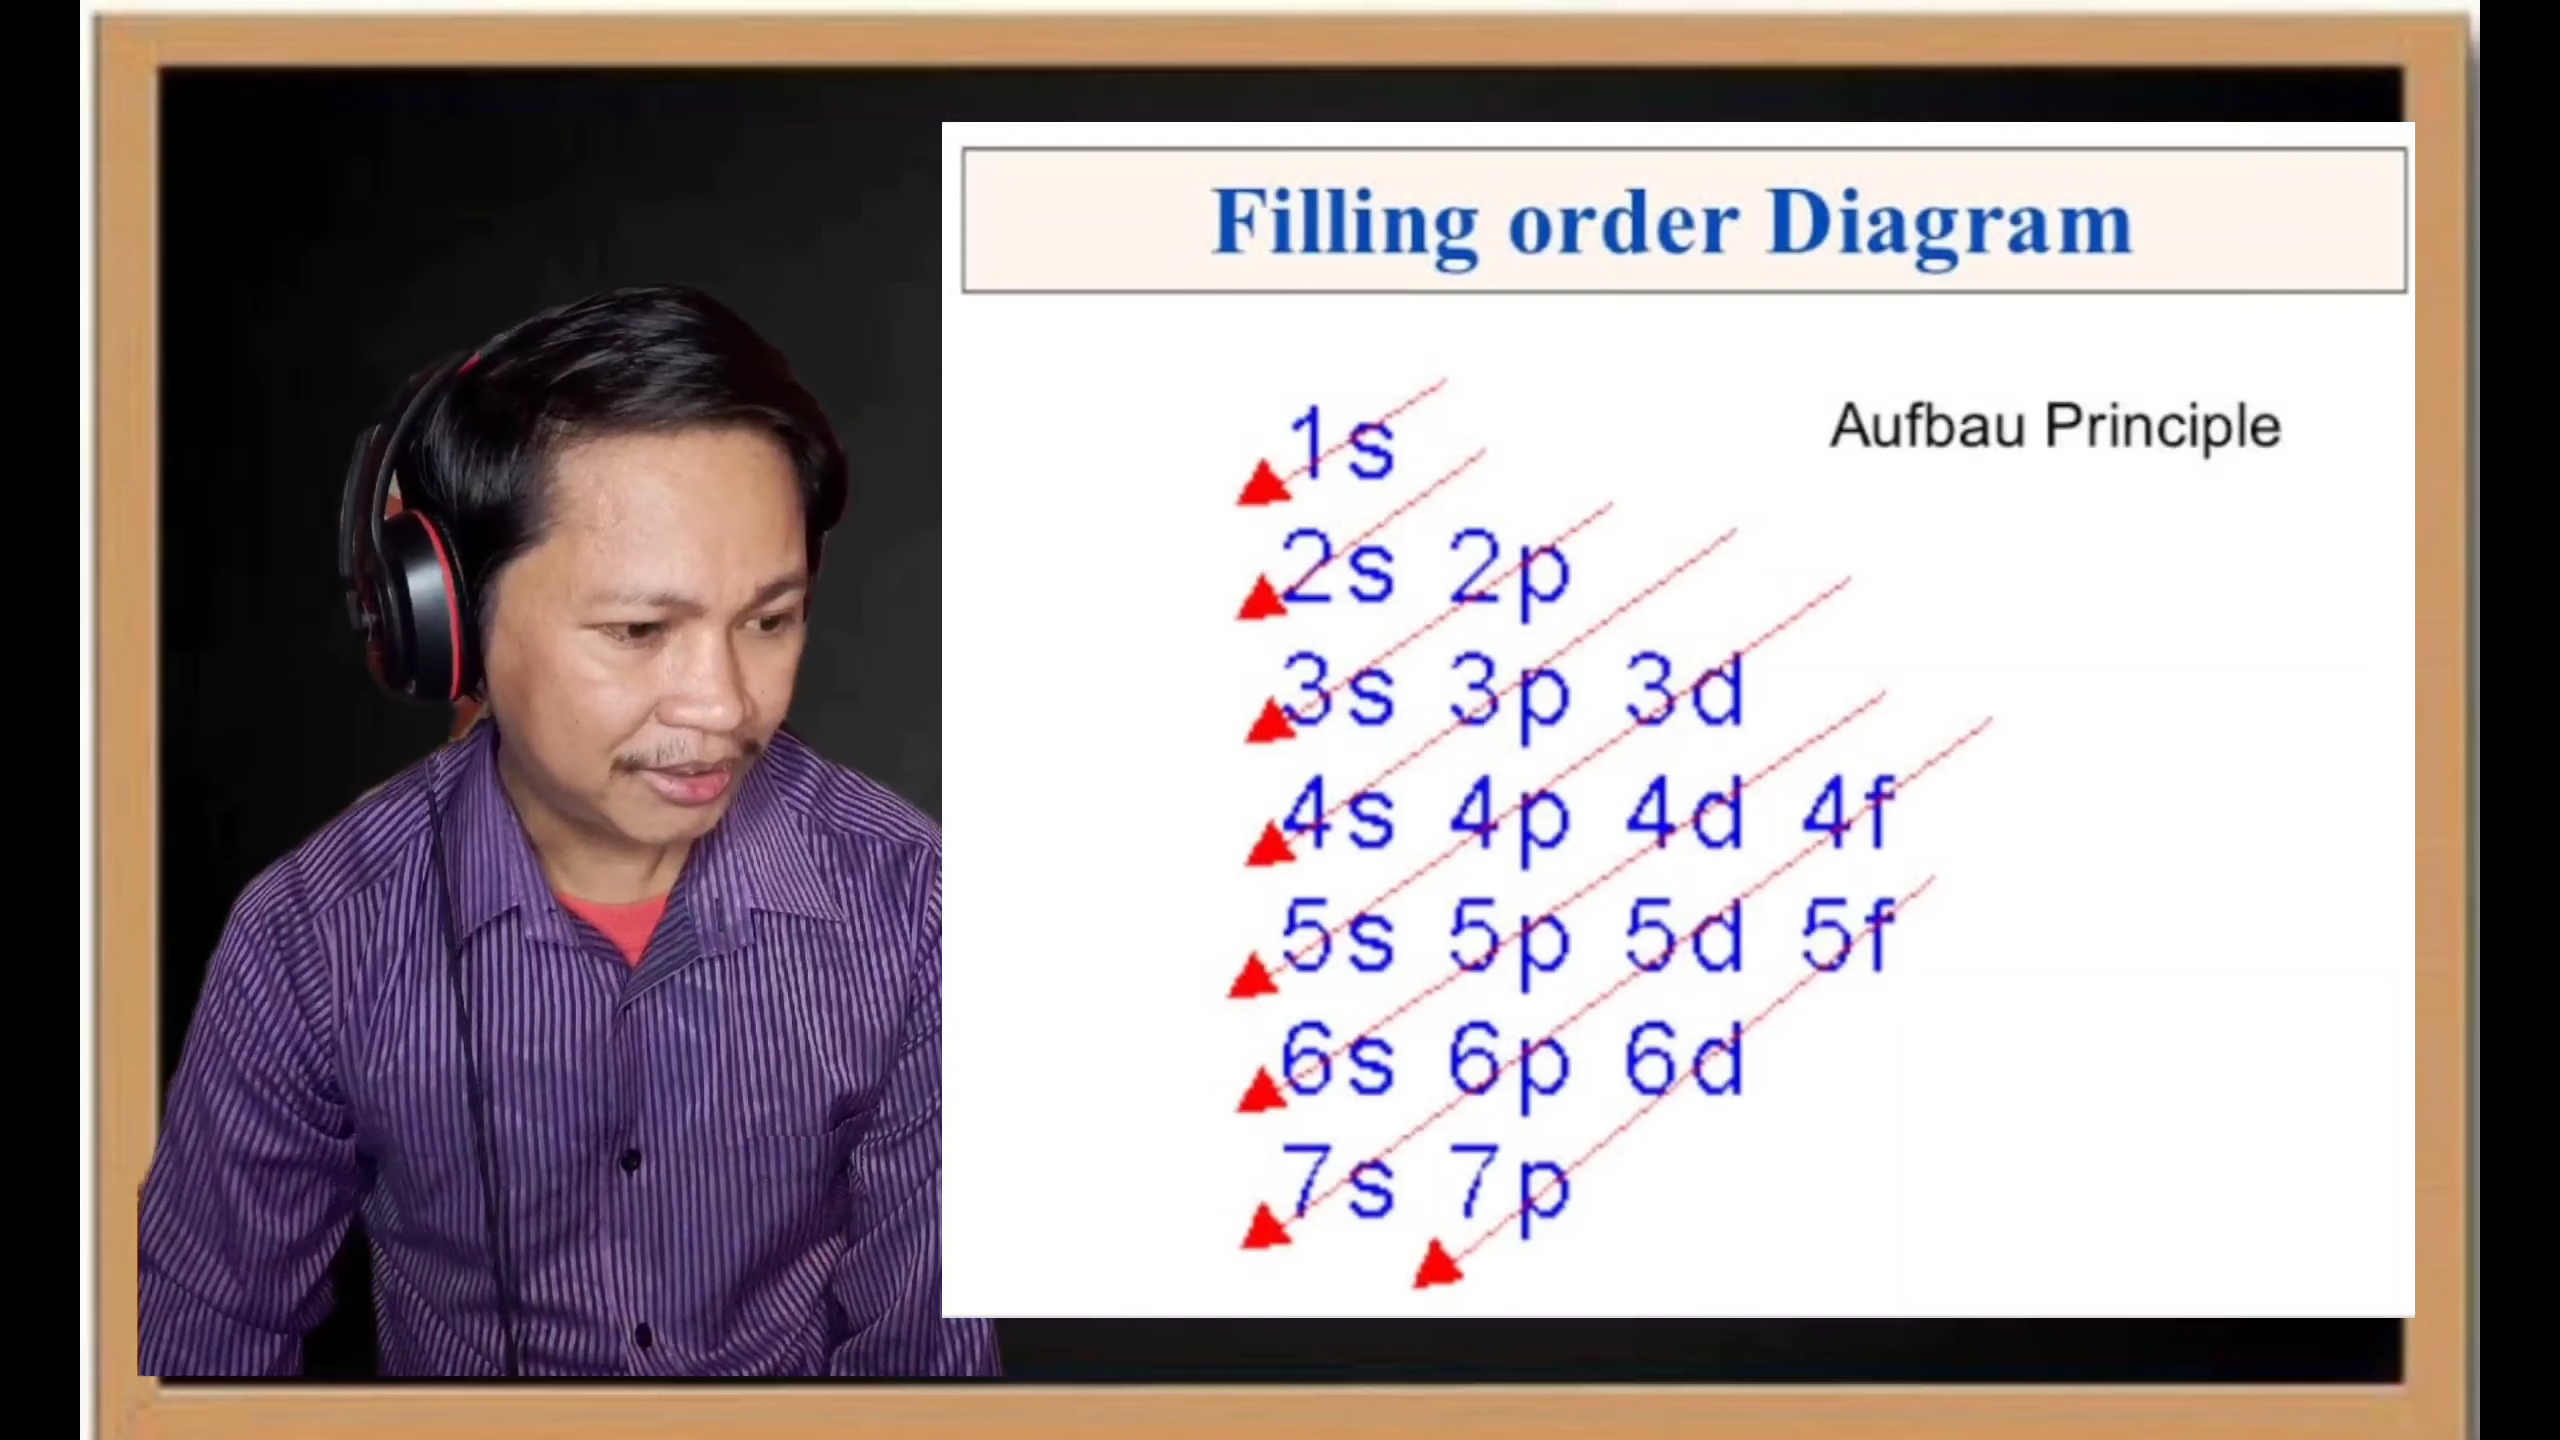 Filling order Diagram
Aufbau Principle
1s
2s 2p
3s 3p 3d
4s 4p 4d 4f
5s 5p 5d 5f
6s 6p 6d
7s 7p